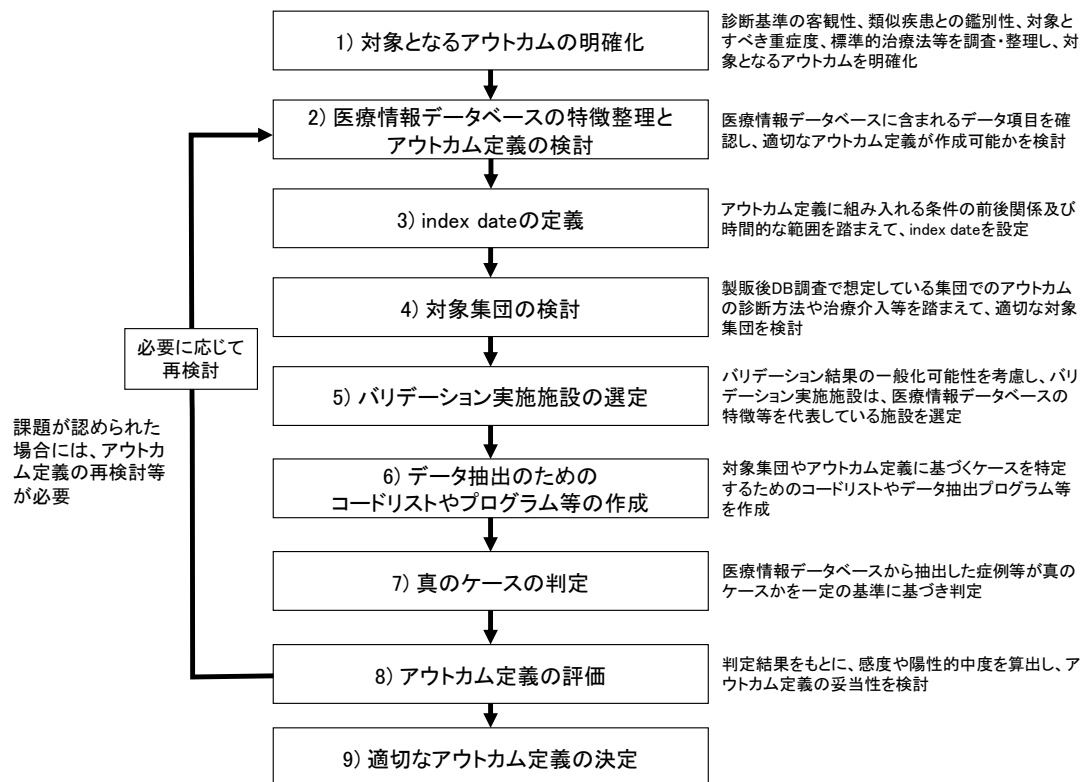 1) 対象となるアウトカムの明確化
診断基準の客観性、類似疾患との鑑別性、対象と
すべき重症度、標準的治療法等を調査・整理し、対
象となるアウトカムを明確化
2) 医療情報データベースの特徴整理と
アウトカム定義の検討
医療情報データベースに含まれるデータ項目を確
認し、適切なアウトカム定義が作成可能かを検討
3) index dateの定義
アウトカム定義に組み入れる条件の前後関係及び
時間的な範囲を踏まえて、index dateを設定
4) 対象集団の検討
製販後DB調査で想定している集団でのアウトカム
の診断方法や治療介入等を踏まえて、適切な対象
集団を検討
必要に応じて
再検討
5) バリデーション実施施設の選定
バリデーション結果の一般化可能性を考慮し、バリ
デーション実施施設は、医療情報データベースの
特徴等を代表している施設を選定
課題が認められた
場合には、アウトカ
ム定義の再検討等
が必要
6) データ抽出のための
コードリストやプログラム等の作成
対象集団やアウトカム定義に基づくケースを特定
するためのコードリストやデータ抽出プログラム等
を作成
7) 真のケースの判定
医療情報データベースから抽出した症例等が真の
ケースかを一定の基準に基づき判定
8) アウトカム定義の評価
判定結果をもとに、感度や陽性的中度を算出し、ア
ウトカム定義の妥当性を検討
9) 適切なアウトカム定義の決定